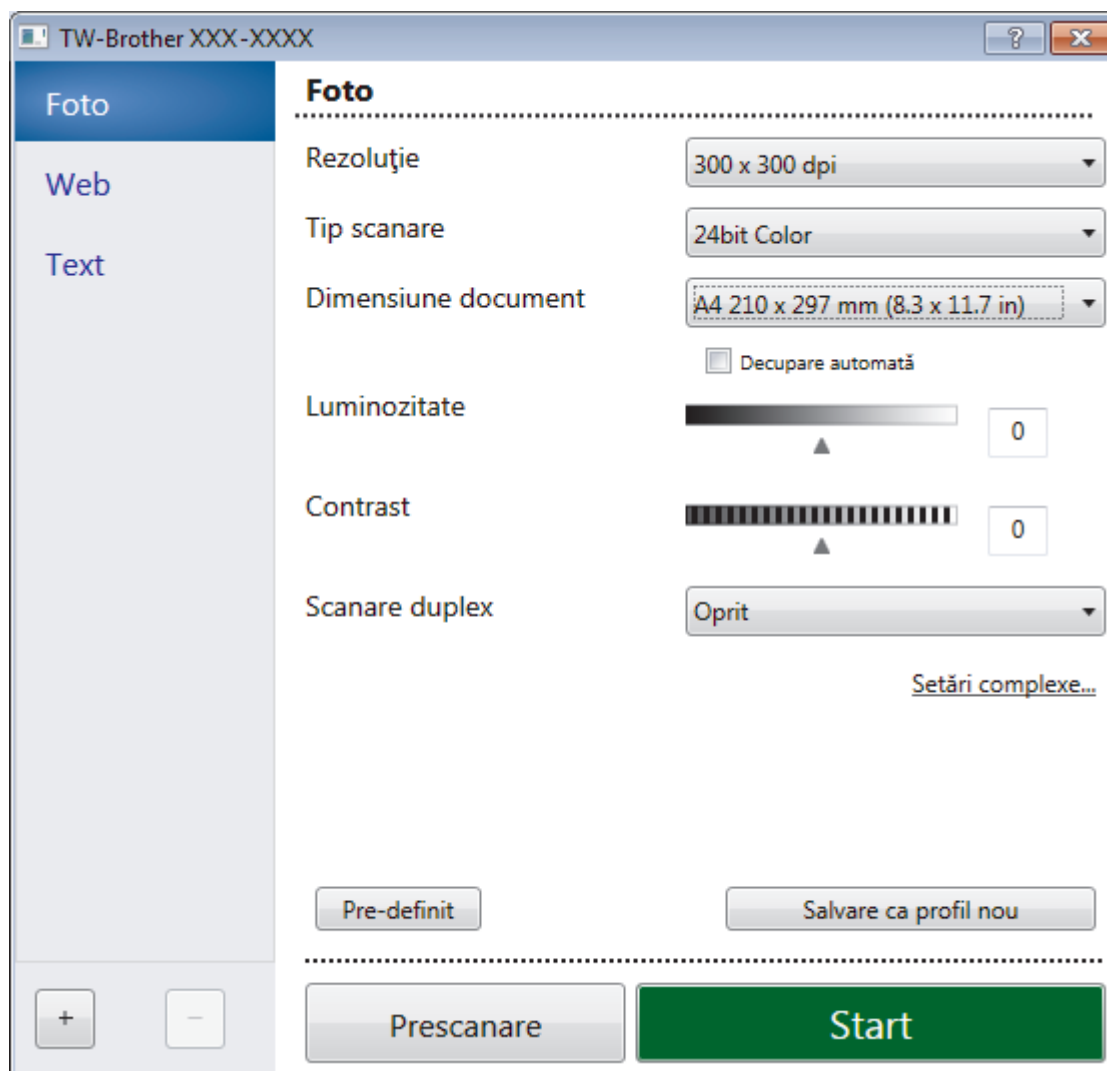 TW-Brother XXX-XXXX
?
Foto
Web
Text
Foto
Rezoluţie
300 x 300 dpi
Tip scanare
24bit Color
Dimensiune document
A4 210 x 297 mm (8.3 x 11.7 in)
Decupare automată
Luminozitate
0
Contrast
0
Scanare duplex
Oprit
Setări complexe...
Pre-definit
Salvare ca profil nou
+
−
Prescanare
Start